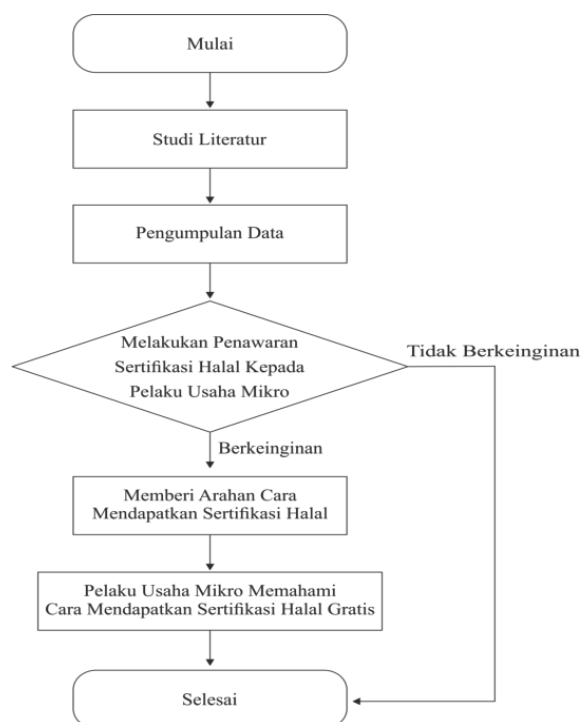 Mulai
Studi Literatur
Pengumpulan Data
Melakukan Penawaran
Sertifikasi Halal Kepada
Pelaku Usaha Mikro
Tidak Berkeinginan
Berkeinginan
Memberi Arahan Cara
Mendapatkan Sertifikasi Halal
Pelaku Usaha Mikro Memahami
Cara Mendapatkan Sertifikasi Halal Gratis
Selesai